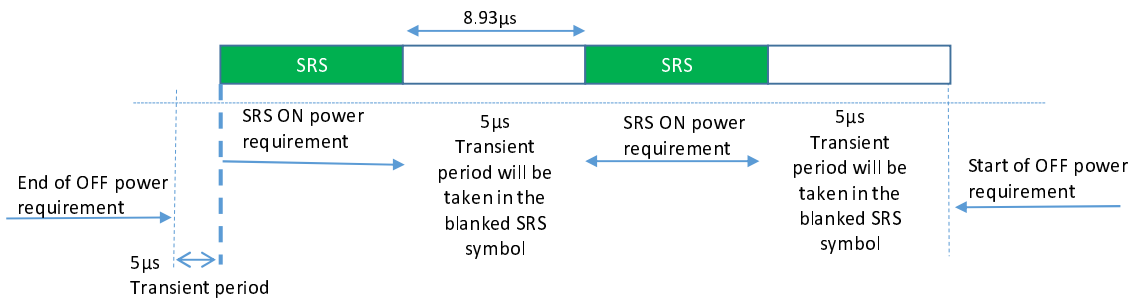 8.93µs
SRS
SRS
SRS ON power
requirement
5µs
Transient
period will be
taken in the
blanked SRS
symbol
SRS ON power
requirement
5µs
Transient
period will be
taken in the
blanked SRS
symbol
End of OFF power
requirement
Start of OFF power
requirement
5µs
Transient period